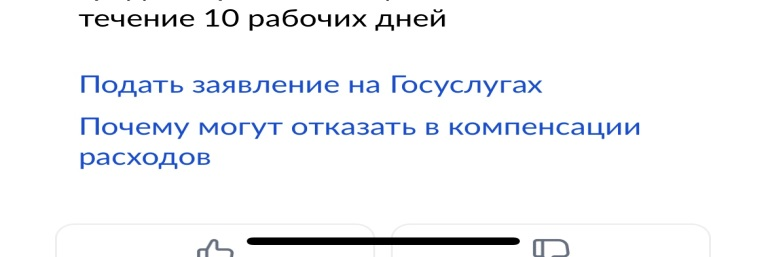 течение 10 рабочих дней
Подать заявление на Госуслугах
Почему могут отказать в компенсации
расходов